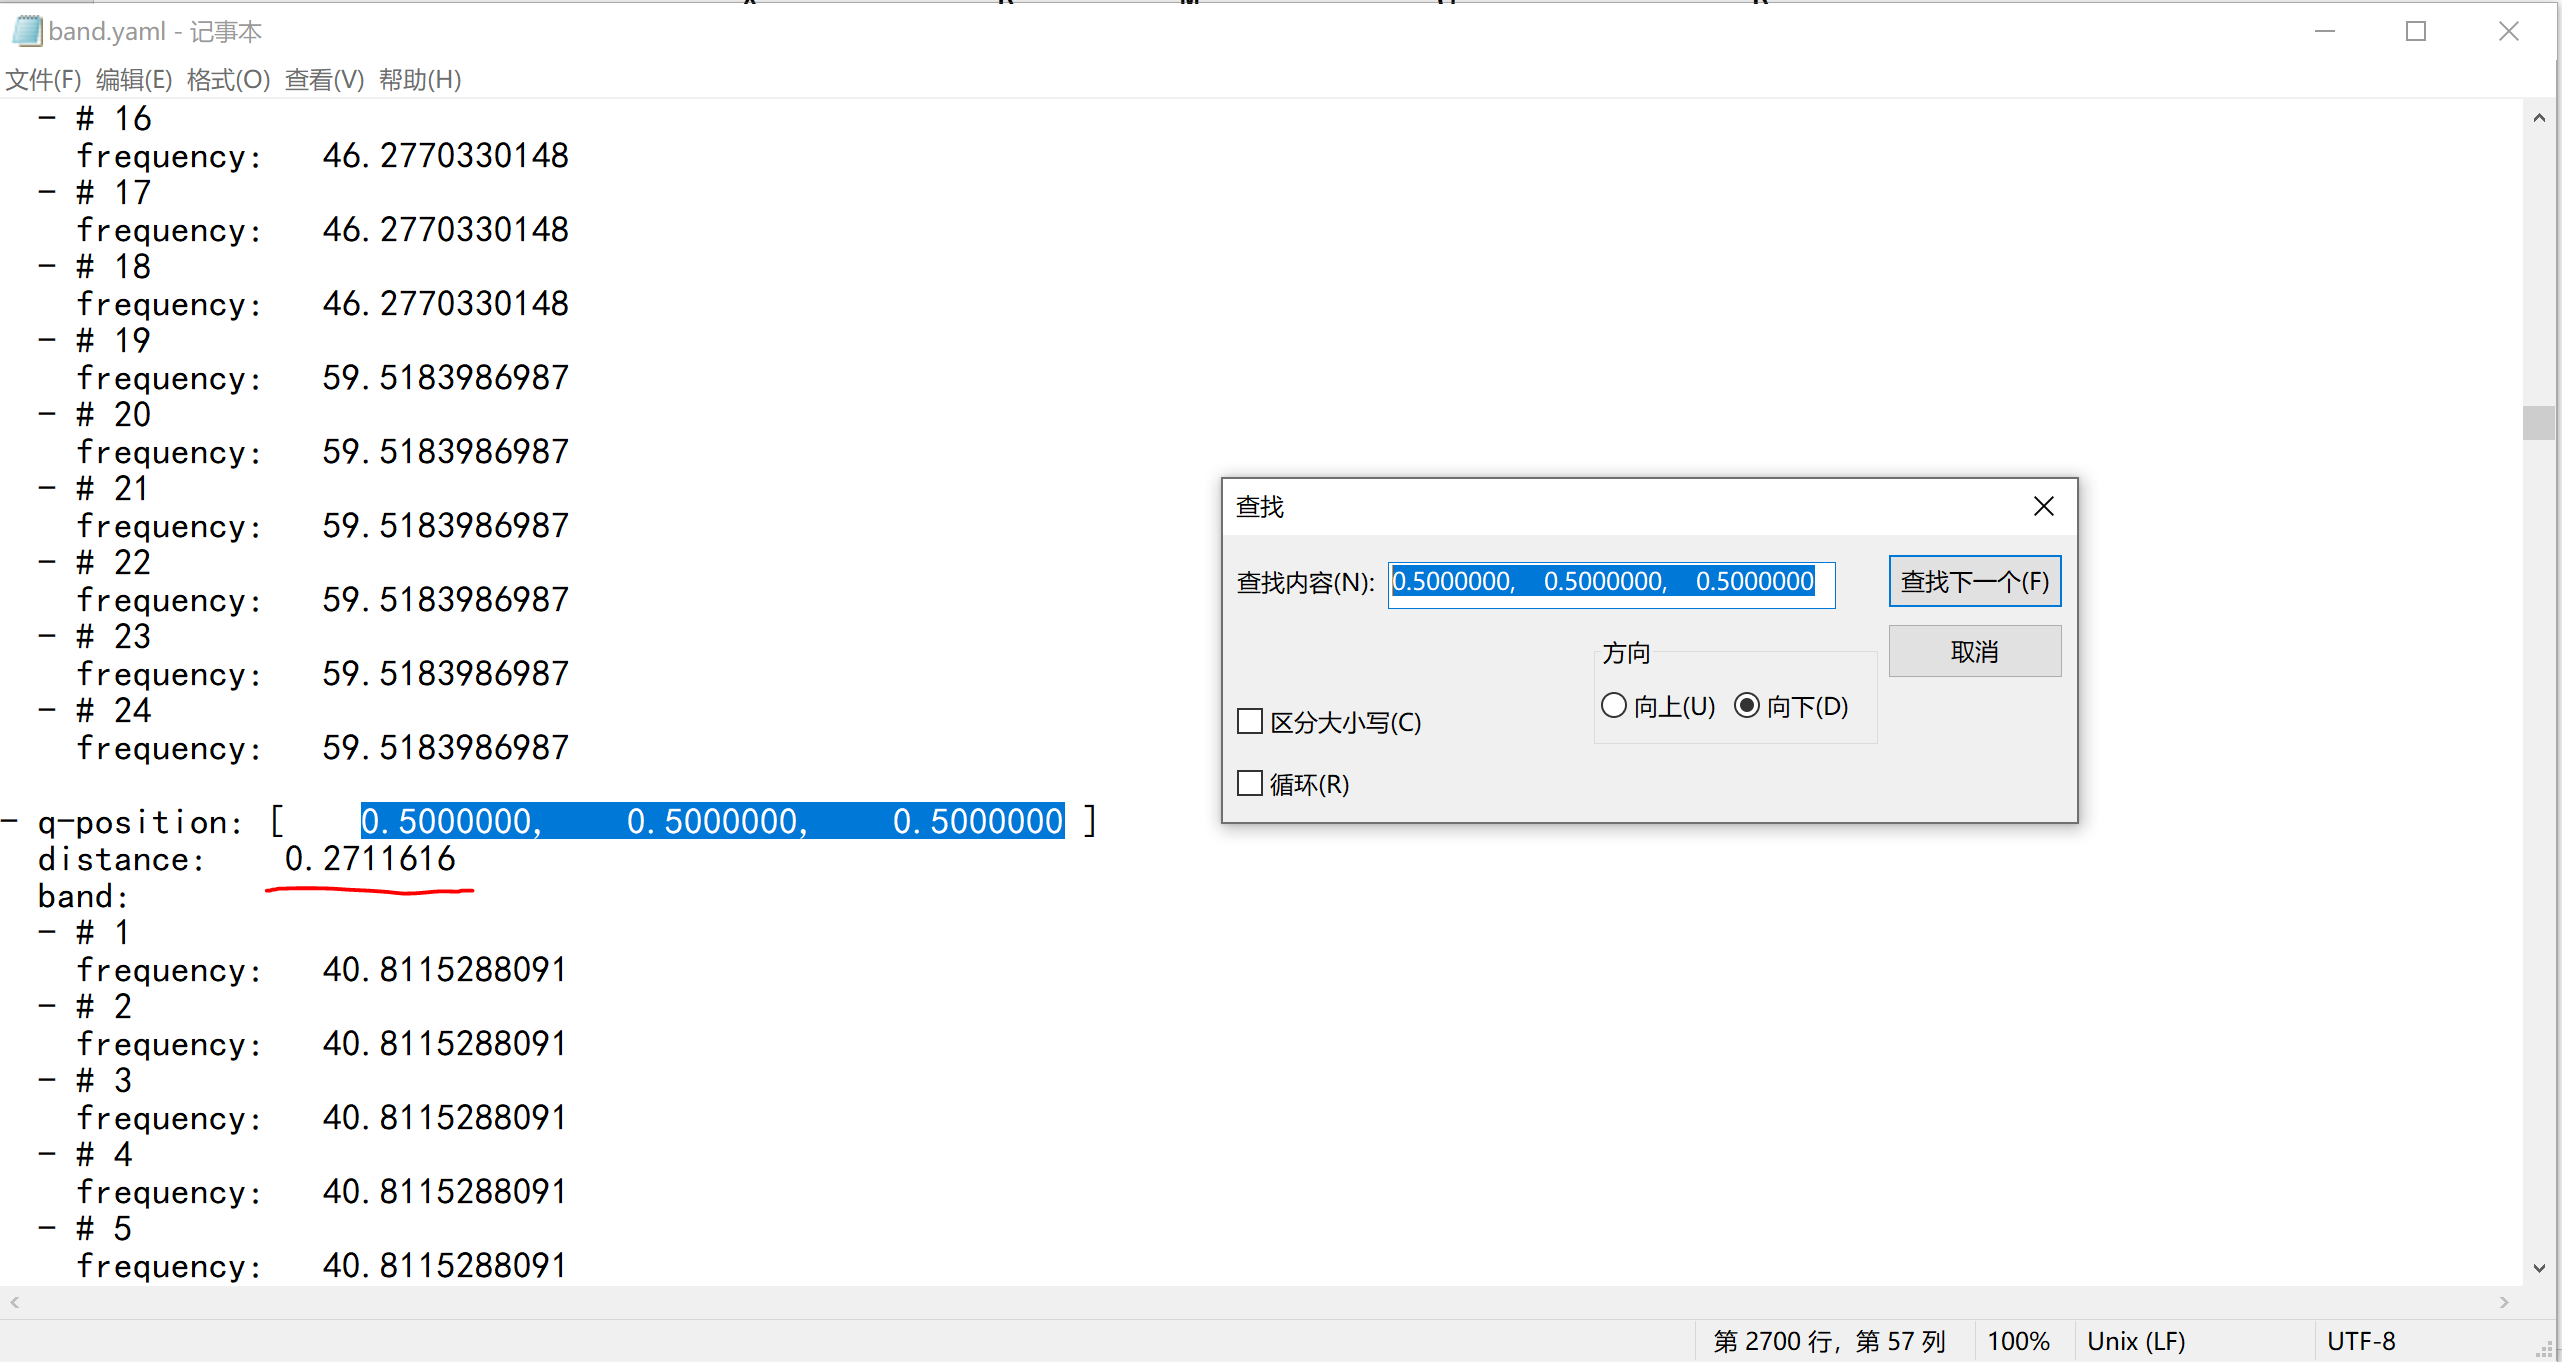 band.yaml - 记事本
文件(F) 编辑(E) 格式(O) 查看(V) 帮助(H)
- # 16
frequency: 46.2770330148
- # 17
frequency: 46.2770330148
- # 18
frequency: 46.2770330148
- # 19
frequency: 59.5183986987
- # 20
frequency: 59.5183986987
- # 21
frequency: 59.5183986987
- # 22
frequency: 59.5183986987
- # 23
frequency: 59.5183986987
- # 24
frequency: 59.5183986987
- q-position: [ 0.5000000, 0.5000000, 0.5000000 ]
distance: 0.2711616
band:
- # 1
frequency: 40.8115288091
- # 2
frequency: 40.8115288091
- # 3
frequency: 40.8115288091
- # 4
frequency: 40.8115288091
- # 5
frequency: 40.8115288091
查找
查找内容(N): 0.5000000, 0.5000000, 0.5000000
查找下一个(F)
取消
方向
向上(U) 向下(D)
区分大小写(C)
循环(R)
第 2700 行，第 57 列
100%
Unix (LF)
UTF-8